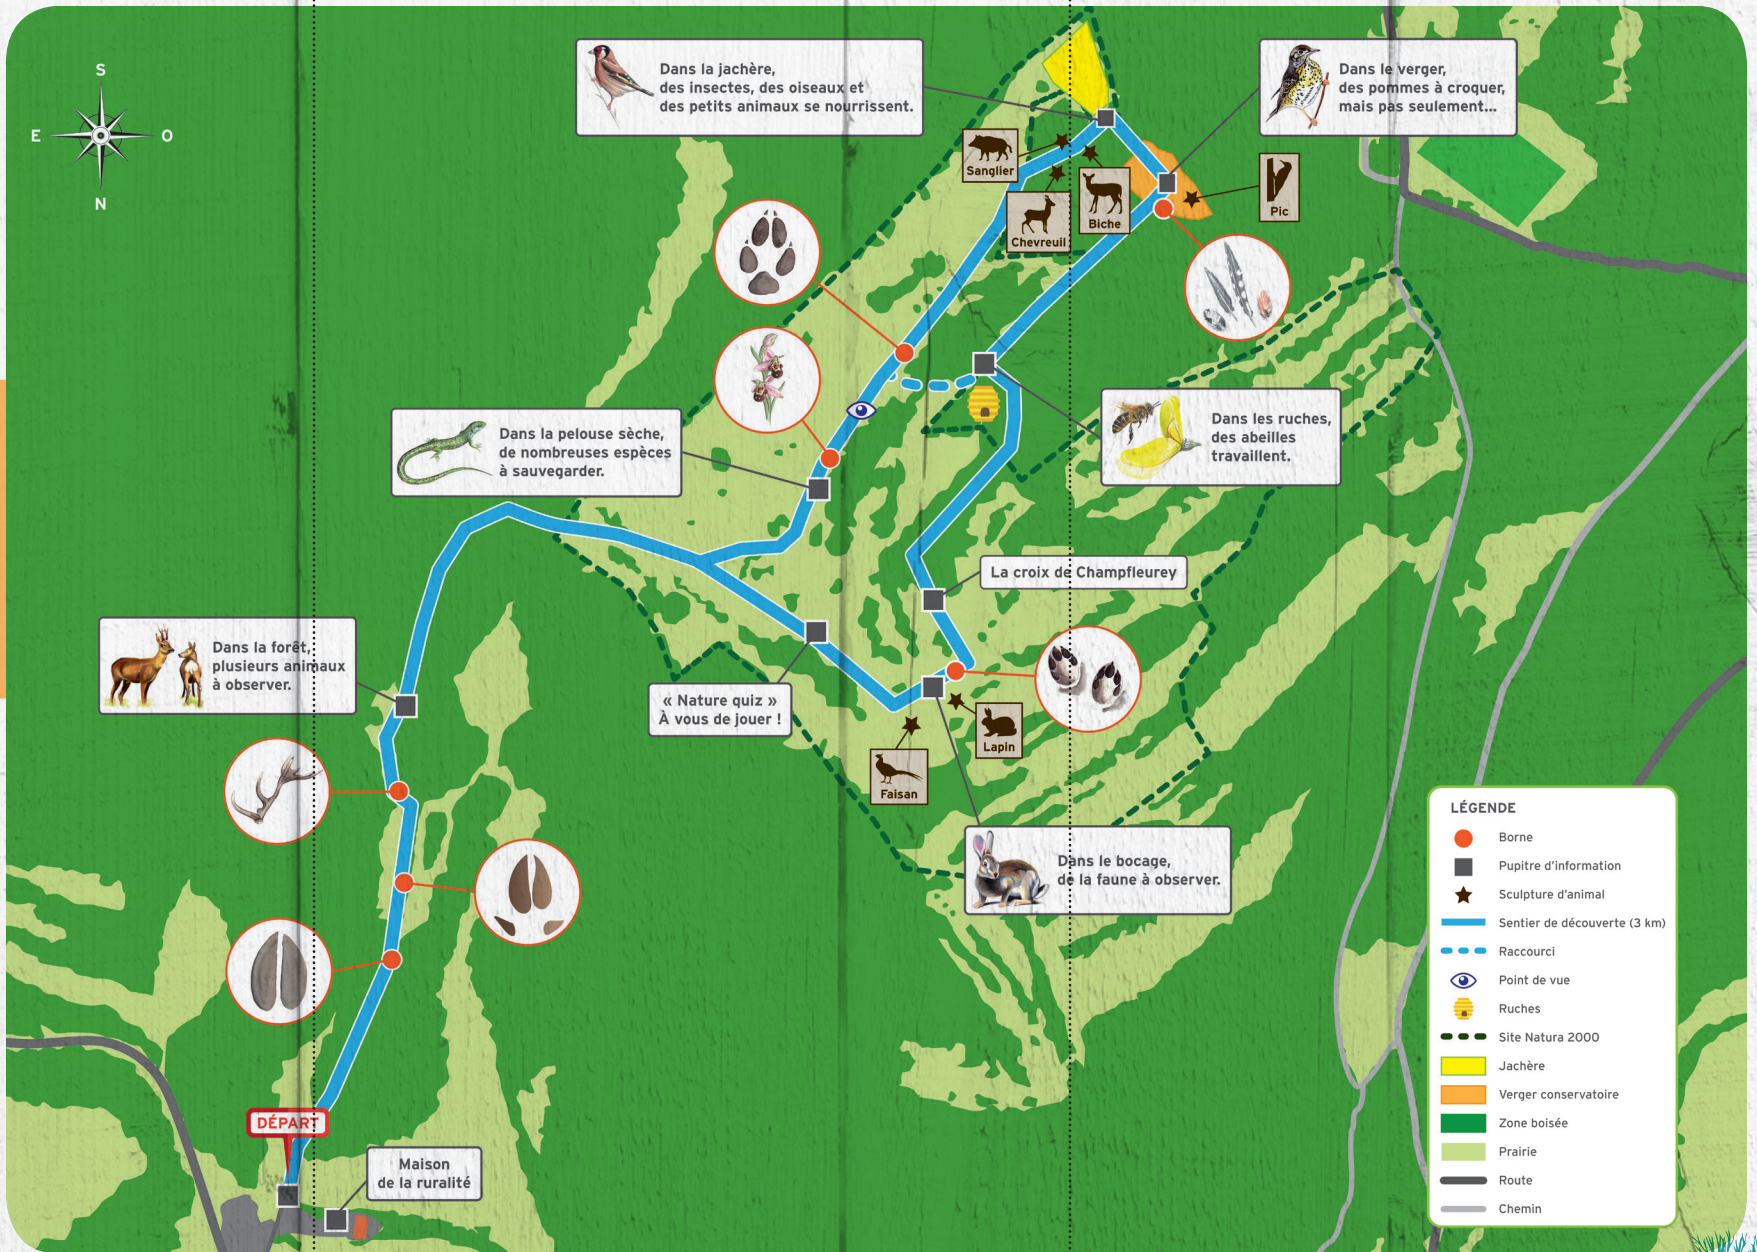 S
E
O
N
Dans la jachère,
des insectes, des oiseaux et
des petits animaux se nourrissent.
Dans le verger,
des pommes à croquer,
mais pas seulement...
Sanglier
Chevreuil
Biche
Pic
Dans la pelouse sèche,
de nombreuses espèces
à sauvegarder.
Dans les ruches,
des abeilles
travaillent.
La croix de Champfleurey
Dans la forêt,
plusieurs animaux
à observer.
« Nature quiz »
À vous de jouer !
Lapin
Faisan
Dans le bocage,
de la faune à observer.
DÉPART
Maison
de la ruralité
LÉGENDE
Borne
Pupitre d'information
Sculpture d'animal
Sentier de découverte (3 km)
Raccourci
Point de vue
Ruches
Site Natura 2000
Jachère
Verger conservatoire
Zone boisée
Prairie
Route
Chemin